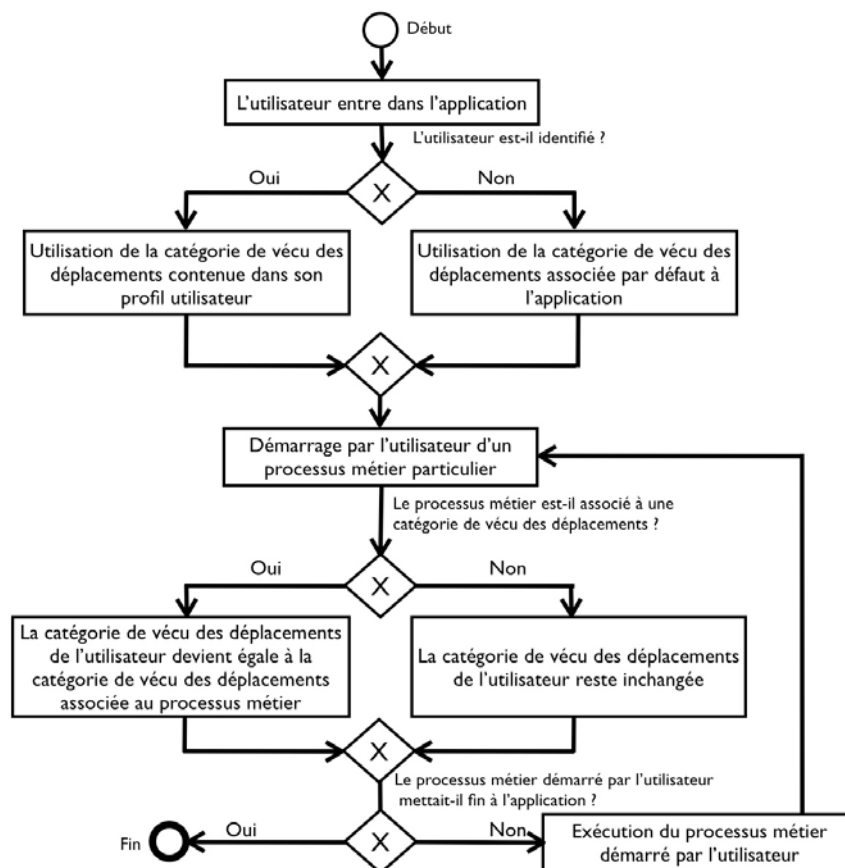 Début
L'utilisateur entre dans l'application
L'utilisateur est-il identifié ?
Oui
Non
X
Utilisation de la catégorie de vécu des
déplacements contenue dans son
profil utilisateur
Utilisation de la catégorie de vécu des
déplacements associée par défaut à
l'application
X
Démarrage par l'utilisateur d'un
processus métier particulier
Le processus métier est-il associé à une
catégorie de vécu des déplacements ?
Oui
Non
X
La catégorie de vécu des déplacements
de l'utilisateur devient égale à la
catégorie de vécu des déplacements
associée au processus métier
La catégorie de vécu des déplacements
de l'utilisateur reste inchangée
X
Le processus métier démarré par l'utilisateur
mettait-il fin à l'application ?
Fin
Oui
X
Non
Exécution du processus métier
démarré par l'utilisateur